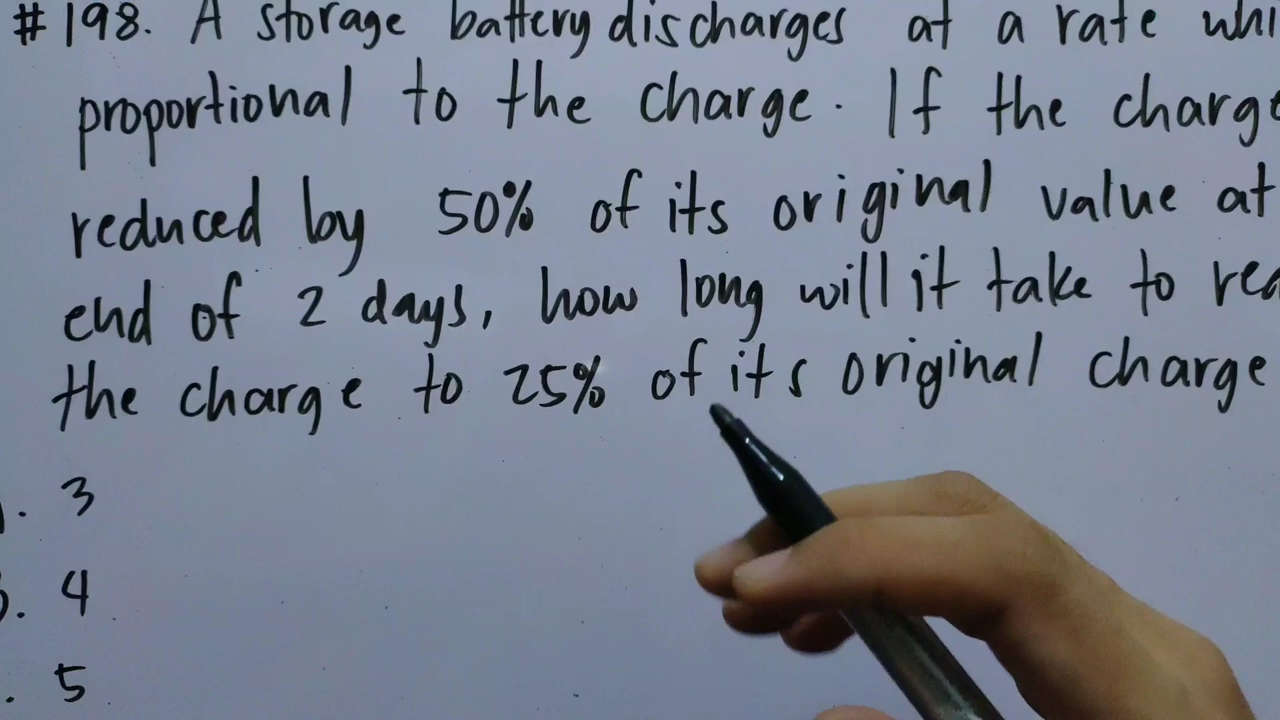 #198. A storage battery discharges at a rate whi
proportional to the charge. If the charge
reduced by 50% of its original value at
end of 2 days, how long will it take to red
the charge to 25% of its original charge
. 3
. 4
. 5